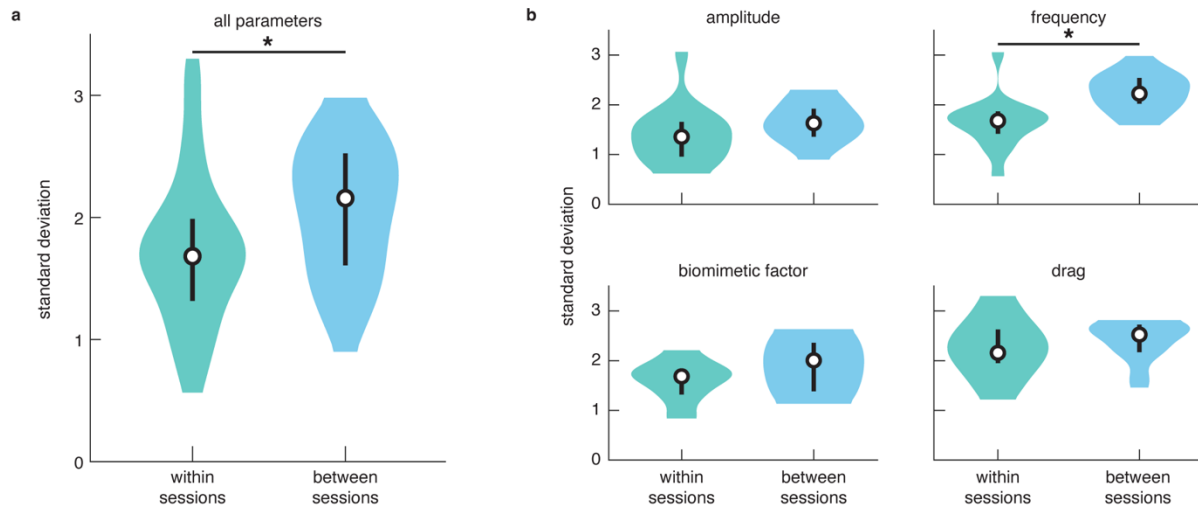 a
all parameters
*
3
2
1
0
standard deviation
within
sessions
between
sessions
b
amplitude
3
2
1
0
frequency
*
standard deviation
biomimetic factor
3
2
1
0
within
sessions
between
sessions
drag
within
sessions
between
sessions